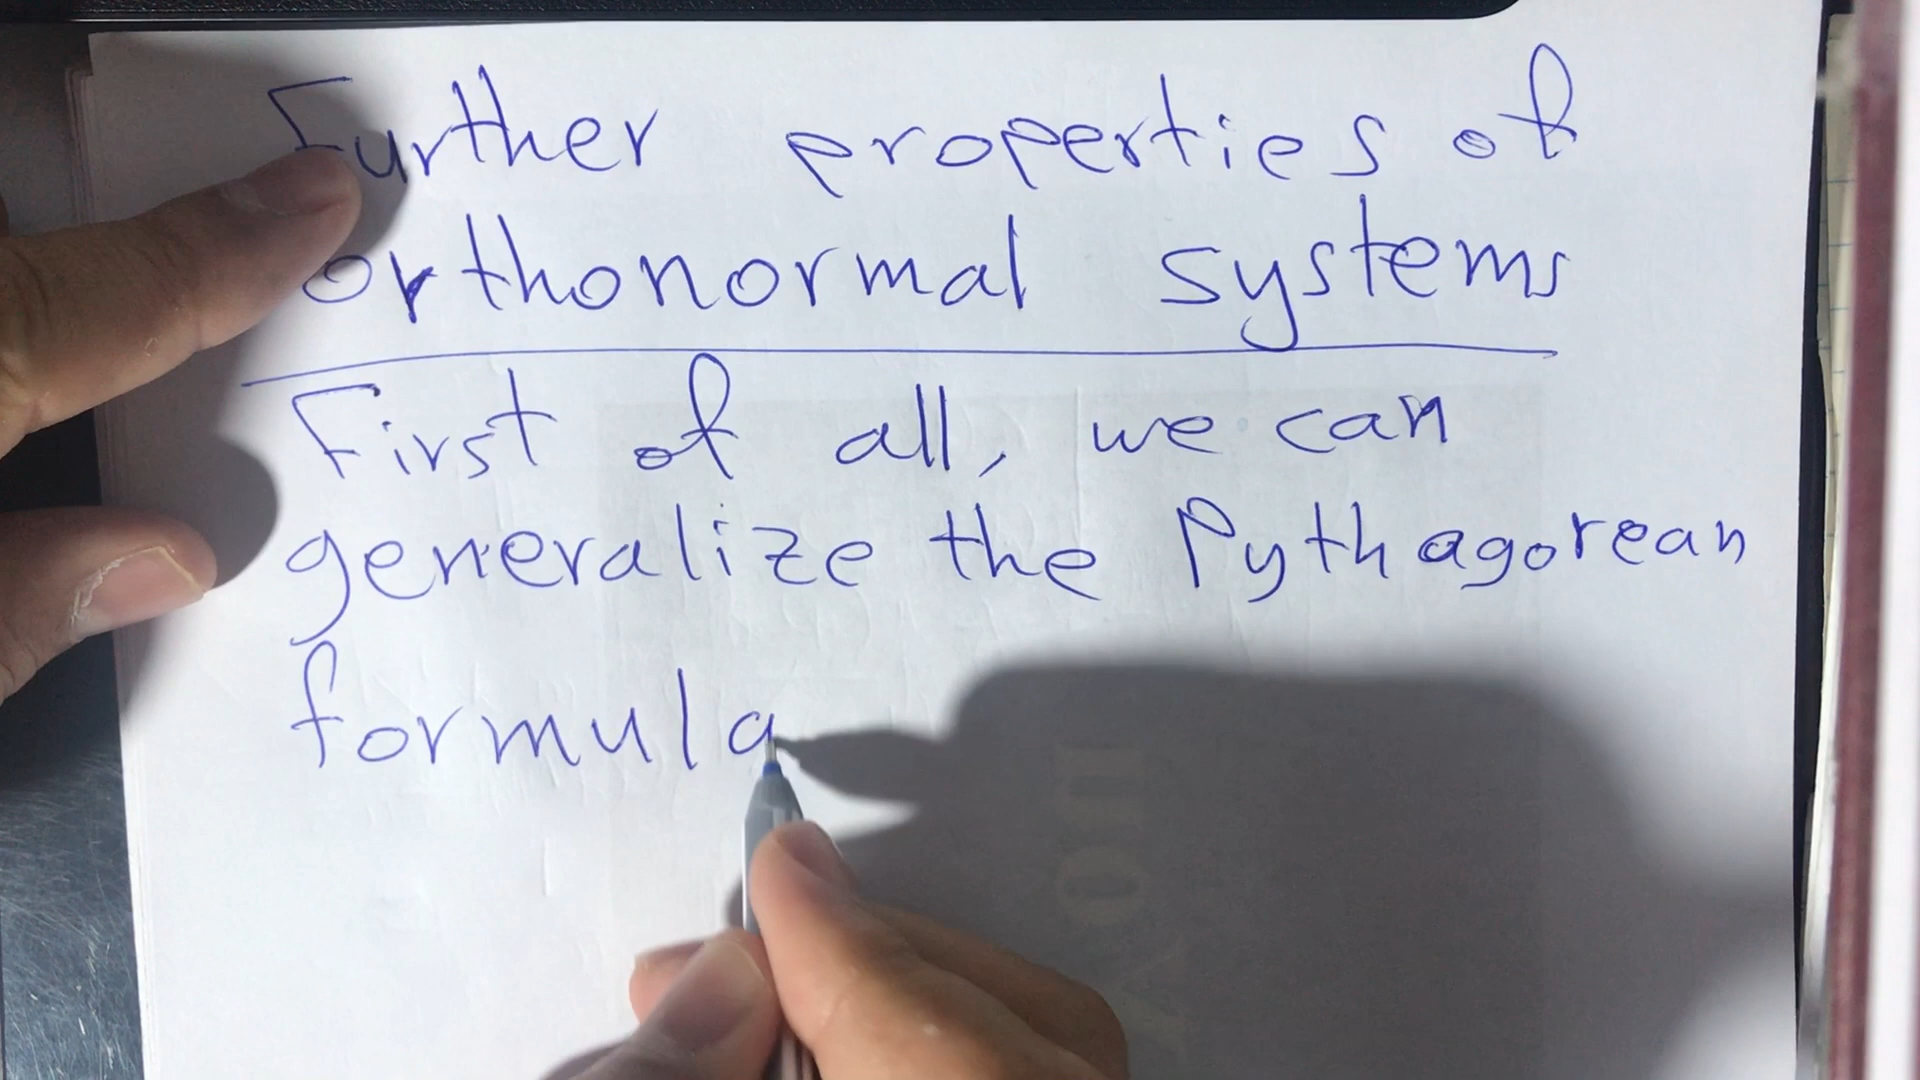 Further properties of
orthonormal systems
First of all, we can
generalize the Pythagorean
formula